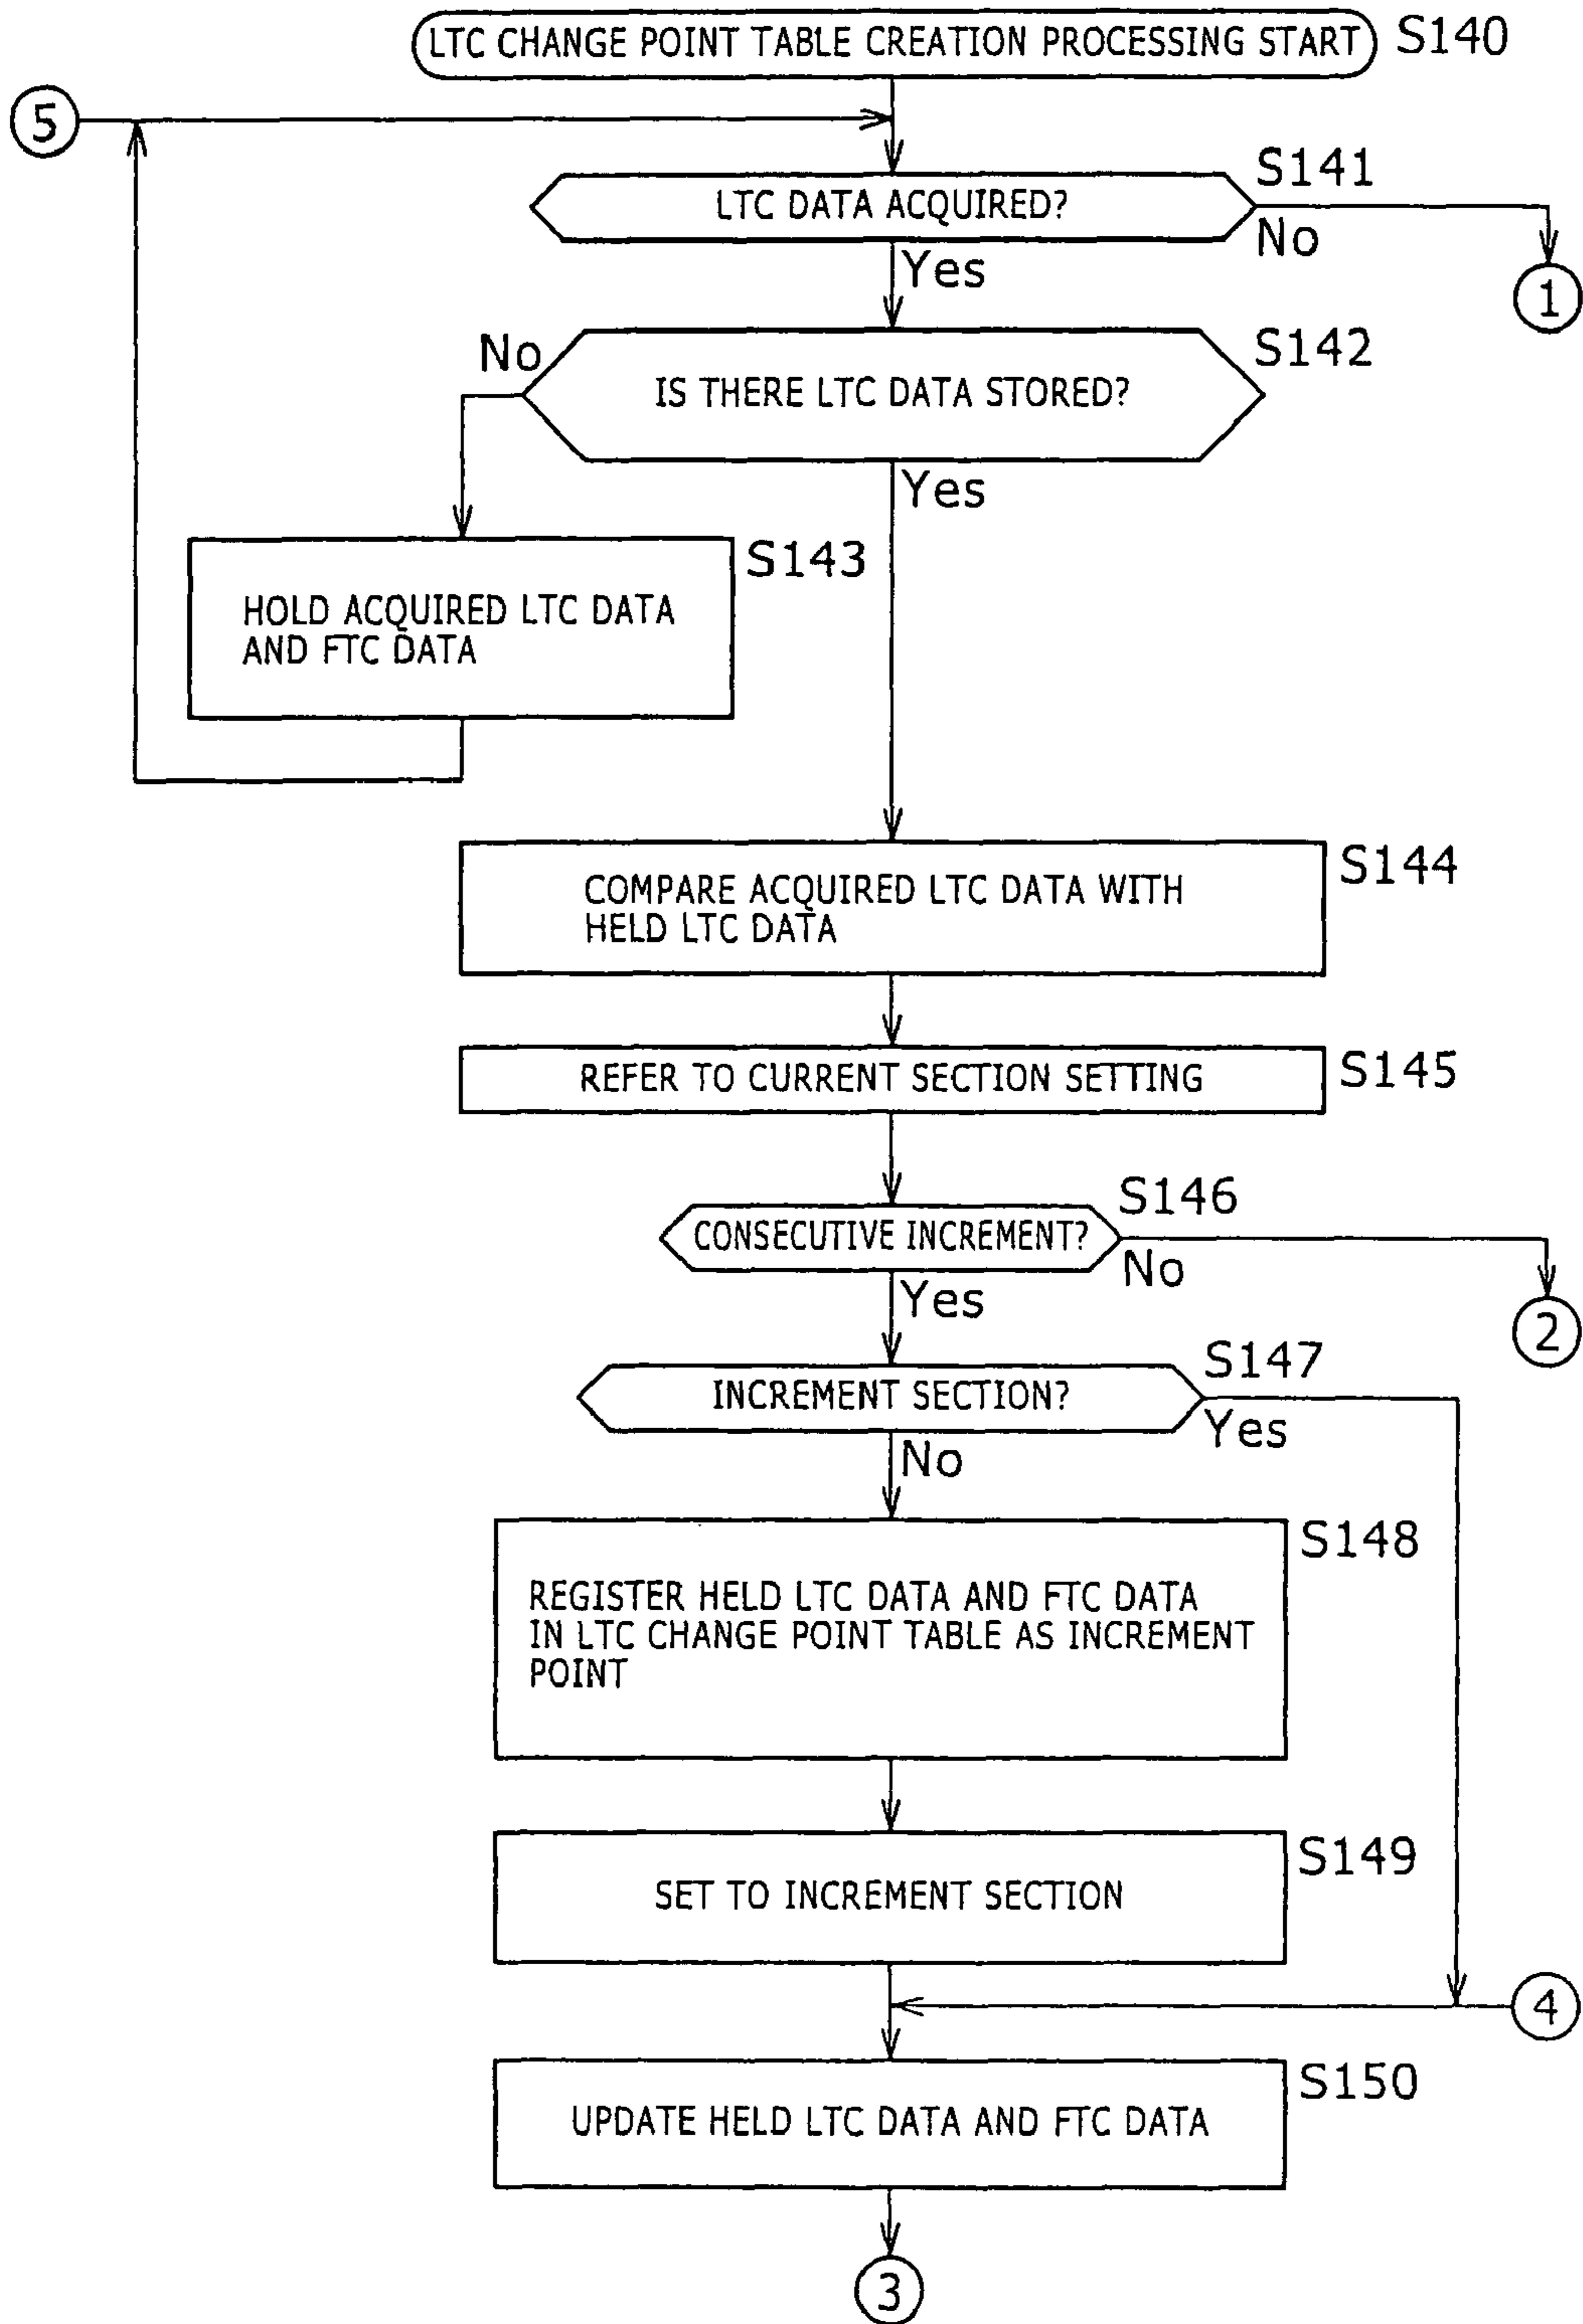 LTC CHANGE POINT TABLE CREATION PROCESSING START
S140
5
S141
LTC DATA ACQUIRED?
No
Yes
1
No
S142
IS THERE LTC DATA STORED?
Yes
S143
HOLD ACQUIRED LTC DATA
AND FTC DATA
S144
COMPARE ACQUIRED LTC DATA WITH
HELD LTC DATA
REFER TO CURRENT SECTION SETTING
S145
S146
CONSECUTIVE INCREMENT?
No
Yes
2
S147
INCREMENT SECTION?
Yes
No
S148
REGISTER HELD LTC DATA AND FTC DATA
IN LTC CHANGE POINT TABLE AS INCREMENT
POINT
S149
SET TO INCREMENT SECTION
4
S150
UPDATE HELD LTC DATA AND FTC DATA
3